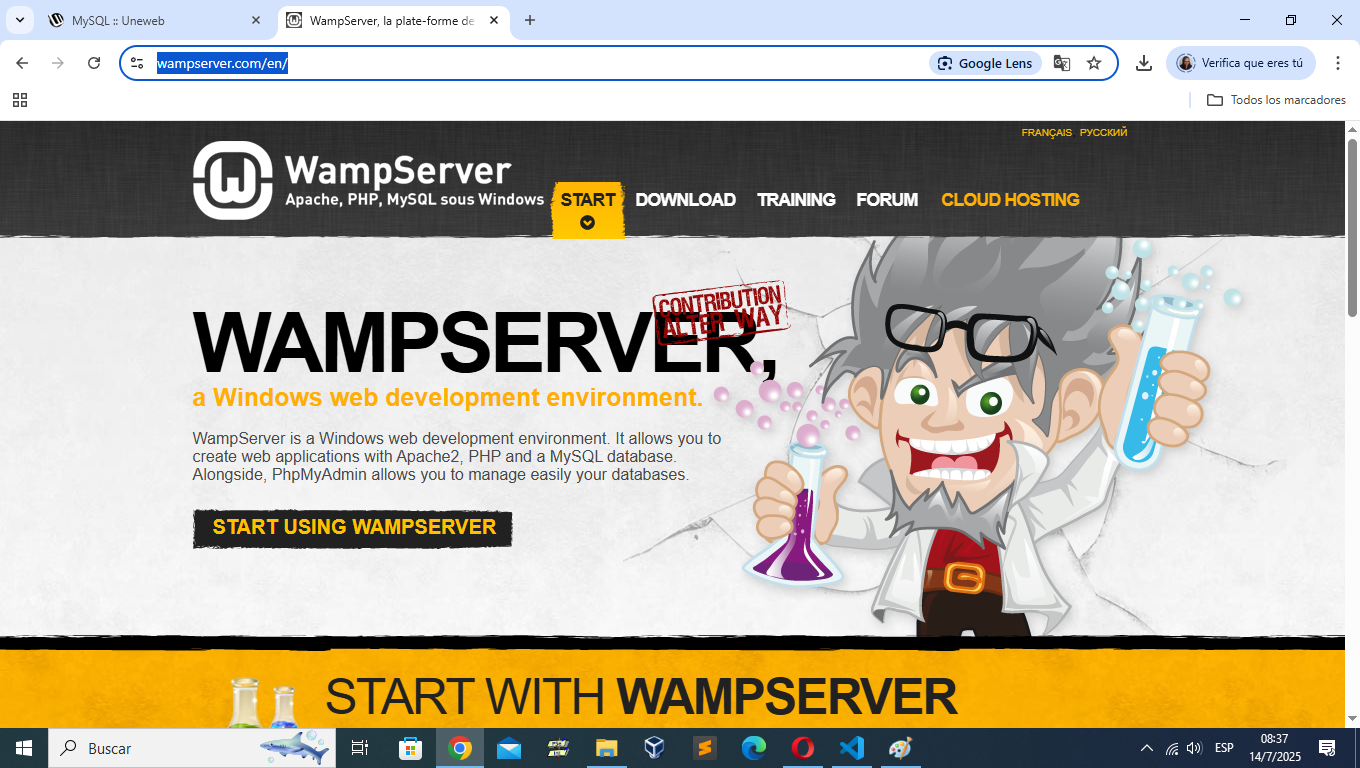 MySQL :: Uneweb
WampServer, la plate-forme de
wampserver.com/en/
Google Lens
Verifica que eres tú
Todos los marcadores
FRANÇAIS РУССКИЙ
WampServer
Apache, PHP, MySQL sous Windows
START DOWNLOAD TRAINING FORUM CLOUD HOSTING
CONTRIBUTION
ALTER WAY
WAMPSERVER,
a Windows web development environment.
WampServer is a Windows web development environment. It allows you to
create web applications with Apache2, PHP and a MySQL database.
Alongside, PhpMyAdmin allows you to manage easily your databases.
START USING WAMPSERVER
START WITH WAMPSERVER
Buscar
ESP
08:37
14/7/2025